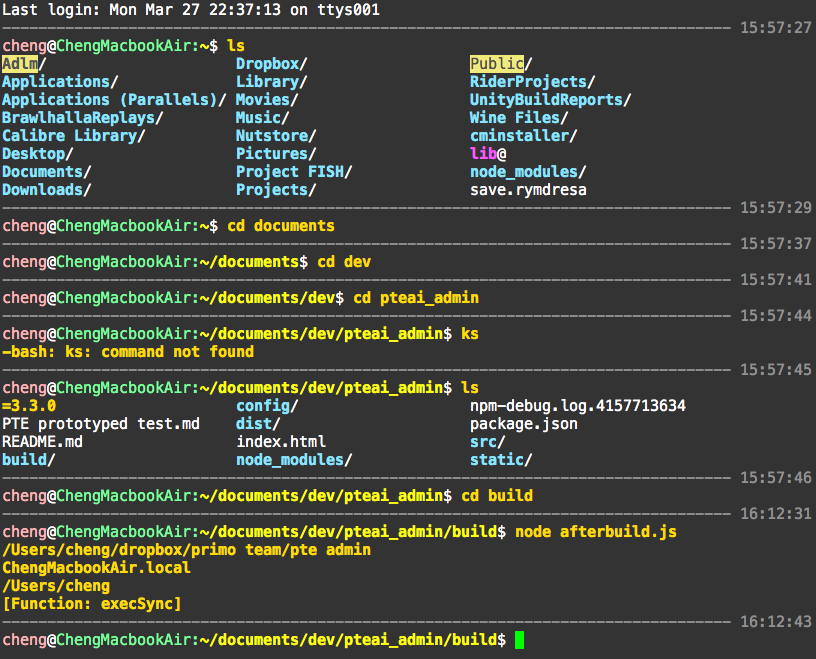 Last login: Mon Mar 27 22:37:13 on ttys001
15:57:27
cheng@ChengMacbookAir:~$ ls
Adlm/ Dropbox/ Public/
Applications/ Library/ RiderProjects/
Applications (Parallels)/ Movies/ UnityBuildReports/
BrawlhallaReplays/ Music/ Wine Files/
Calibre Library/ Nutstore/ cminstaller/
Desktop/ Pictures/ lib@
Documents/ Project FISH/ node_modules/
Downloads/ Projects/ save.rymdresa
15:57:29
cheng@ChengMacbookAir:~$ cd documents
15:57:37
cheng@ChengMacbookAir:~/documents$ cd dev
15:57:41
cheng@ChengMacbookAir:~/documents/dev$ cd pteai_admin
15:57:44
cheng@ChengMacbookAir:~/documents/dev/pteai_admin$ ks
-bash: ks: command not found
15:57:45
cheng@ChengMacbookAir:~/documents/dev/pteai_admin$ ls
=3.3.0 config/ npm-debug.log.4157713634
PTE prototyped test.md dist/ package.json
README.md index.html src/
build/ node_modules/ static/
15:57:46
cheng@ChengMacbookAir:~/documents/dev/pteai_admin$ cd build
16:12:31
cheng@ChengMacbookAir:~/documents/dev/pteai_admin/build$ node afterbuild.js
/Users/cheng/dropbox/primo team/pte admin
ChengMacbookAir.local
/Users/cheng
[Function: execSync]
16:12:43
cheng@ChengMacbookAir:~/documents/dev/pteai_admin/build$